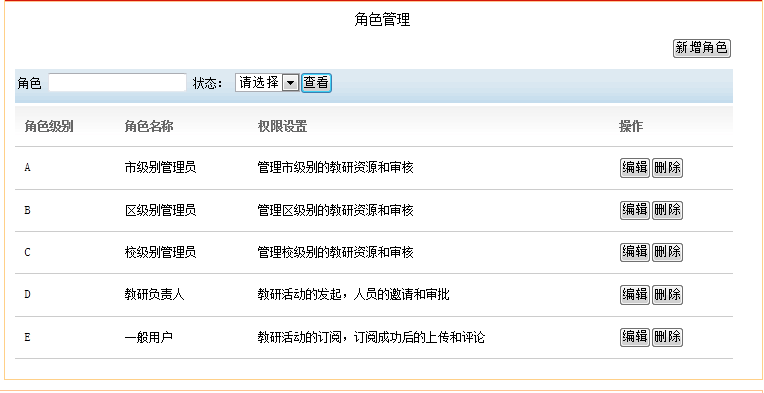 角色管理
新增角色
角色 状态： 请选择 查看
角色级别 角色名称 权限设置 操作
A 市级别管理员 管理市级别的教研资源和审核 编辑 删除
B 区级别管理员 管理区级别的教研资源和审核 编辑 删除
C 校级别管理员 管理校级别的教研资源和审核 编辑 删除
D 教研负责人 教研活动的发起，人员的邀请和审批 编辑 删除
E 一般用户 教研活动的订阅，订阅成功后的上传和评论 编辑 删除